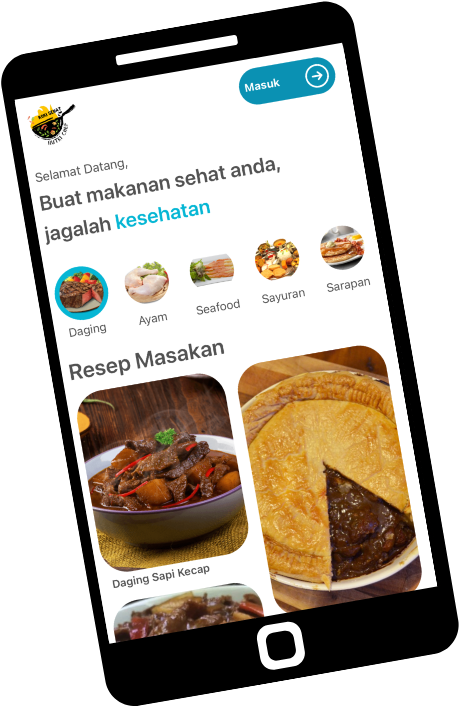 Masuk
Selamat Datang,
Buat makanan sehat anda,
jagalah kesehatan
Daging
Ayam
Seafood
Sayuran
Sarapan
Resep Masakan
Daging Sapi Kecap